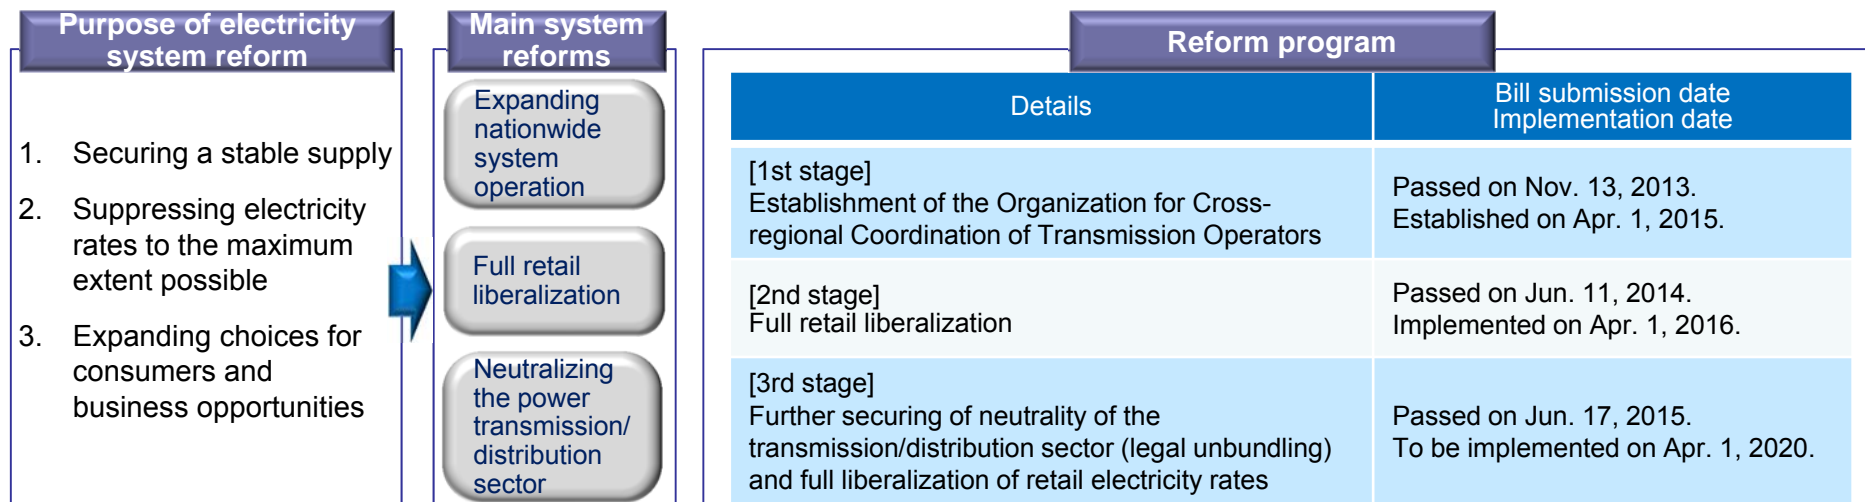 Purpose of electricity
system reform
1. Securing a stable supply
2. Suppressing electricity
rates to the maximum
extent possible
3. Expanding choices for
consumers and
business opportunities
Main system
reforms
Expanding
nationwide
system
operation
Full retail
liberalization
Neutralizing
the power
transmission/
distribution
sector
Reform program
Details
Bill submission date
Implementation date
[1st stage]
Establishment of the Organization for Cross-
regional Coordination of Transmission Operators
Passed on Nov. 13, 2013.
Established on Apr. 1, 2015.
[2nd stage]
Full retail liberalization
Passed on Jun. 11, 2014.
Implemented on Apr. 1, 2016.
[3rd stage]
Further securing of neutrality of the
transmission/distribution sector (legal unbundling)
and full liberalization of retail electricity rates
Passed on Jun. 17, 2015.
To be implemented on Apr. 1, 2020.